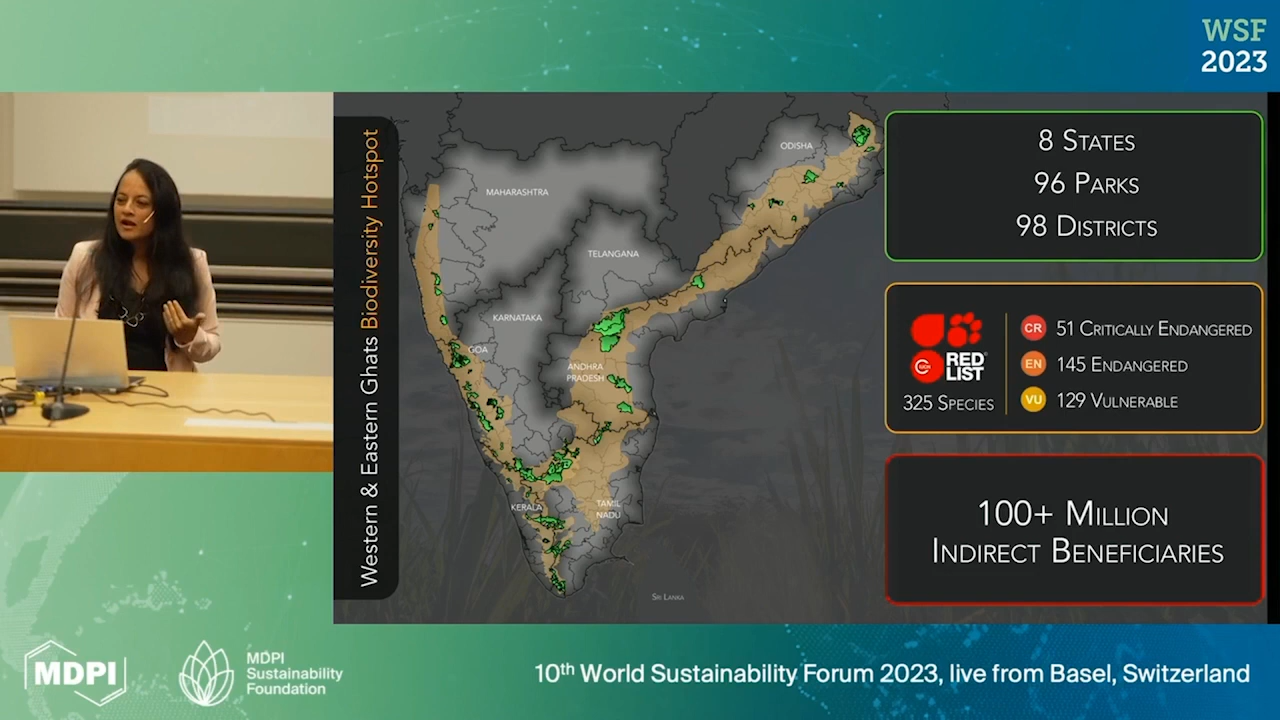 WSF
2023
Western & Eastern Ghats Biodiversity Hotspot
ODISHA
MAHARASHTRA
TELANGANA
KARNATAKA
GOA
ANDHRA
PRADESH
KERALA
TAMIL
NADU
SRI LANKA
8 STATES
96 PARKS
98 DISTRICTS
RED
LIST
325 SPECIES
CR 51 CRITICALLY ENDANGERED
EN 145 ENDANGERED
VU 129 VULNERABLE
100+ MILLION
INDIRECT BENEFICIARIES
MDPI
MDPI
Sustainability
Foundation
10th World Sustainability Forum 2023, live from Basel, Switzerland